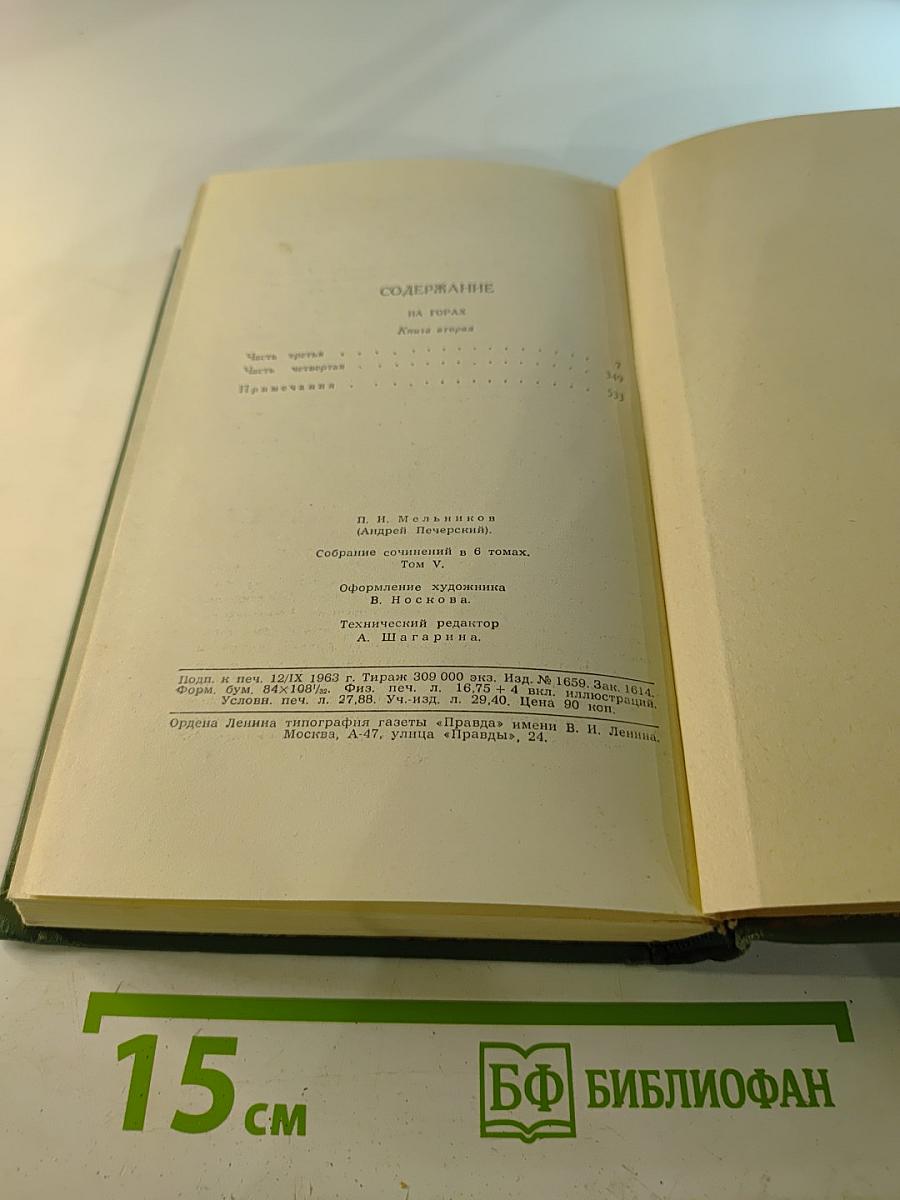 СОДЕРЖАНИЕ
НА ГОРАХ
Книга вторая
Часть третья . . . . . . . . . . . . . 7
Часть четвертая . . . . . . . . . . . . 349
Примечания . . . . . . . . . . . . 533
П. И. Мельников
(Андрей Печерский).
Собрание сочинений в 6 томах.
Том V.
Оформление художника
В. Носкова.
Технический редактор
А. Шагарина.
Подп. к печ. 12/IX 1963 г. Тираж 309 000 экз. Изд. № 1659. Зак. 1614.
Форм. бум. 84×108¹/₃₂. Физ. печ. л. 16,75 + 4 вкл. иллюстраций.
Условн. печ. л. 27,88. Уч.-изд. л. 29,40. Цена 90 коп.
Ордена Ленина типография газеты «Правда» имени В. И. Ленина.
Москва, А-47, улица «Правды», 24.
15 см
БФ БИБЛИОФАН